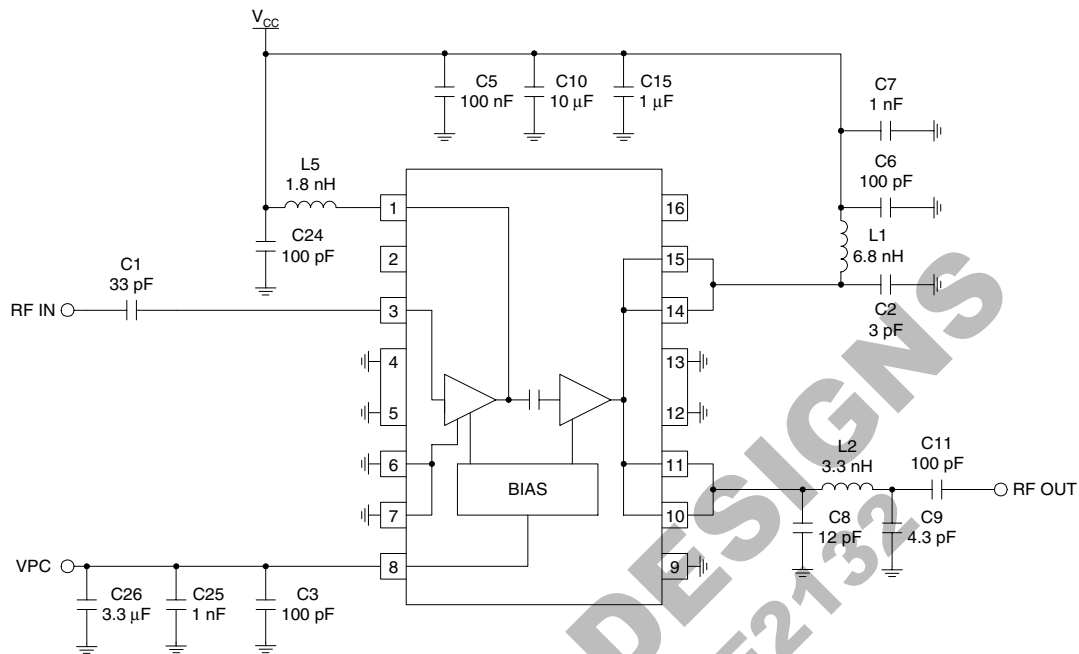 V_CC
C5
100 nF
C10
10 µF
C15
1 µF
C7
1 nF
C6
100 pF
L1
6.8 nH
C2
3 pF
L5
1.8 nH
C24
100 pF
C1
33 pF
RF IN
1
2
3
4
5
6
7
8
16
15
14
13
12
11
10
9
BIAS
L2
3.3 nH
C11
100 pF
RF OUT
C8
12 pF
C9
4.3 pF
VPC
C26
3.3 µF
C25
1 nF
C3
100 pF
DESIGNS
F2132